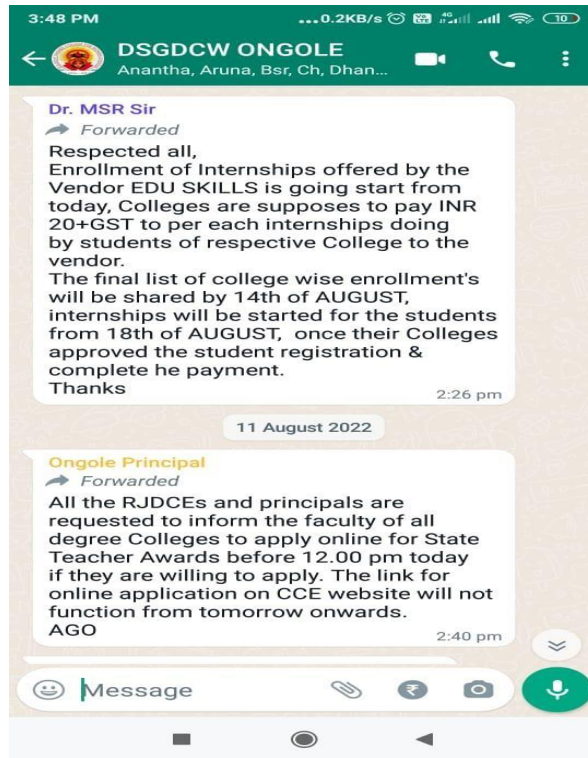 3:48 PM
...0.2KB/s
4G
10
DSGDCW ONGOLE
Anantha, Aruna, Bsr, Ch, Dhan...
Dr. MSR Sir
Forwarded
Respected all,
Enrollment of Internships offered by the
Vendor EDU SKILLS is going start from
today, Colleges are supposes to pay INR
20+GST to per each internships doing
by students of respective College to the
vendor.
The final list of college wise enrollment's
will be shared by 14th of AUGUST,
internships will be started for the students
from 18th of AUGUST,  once their Colleges
approved the student registration &
complete he payment.
Thanks
2:26 pm
11 August 2022
Ongole Principal
Forwarded
All the RJDCEs and principals are
requested to inform the faculty of all
degree Colleges to apply online for State
Teacher Awards before 12.00 pm today
if they are willing to apply. The link for
online application on CCE website will not
function from tomorrow onwards.
AGO
2:40 pm
Message
₹